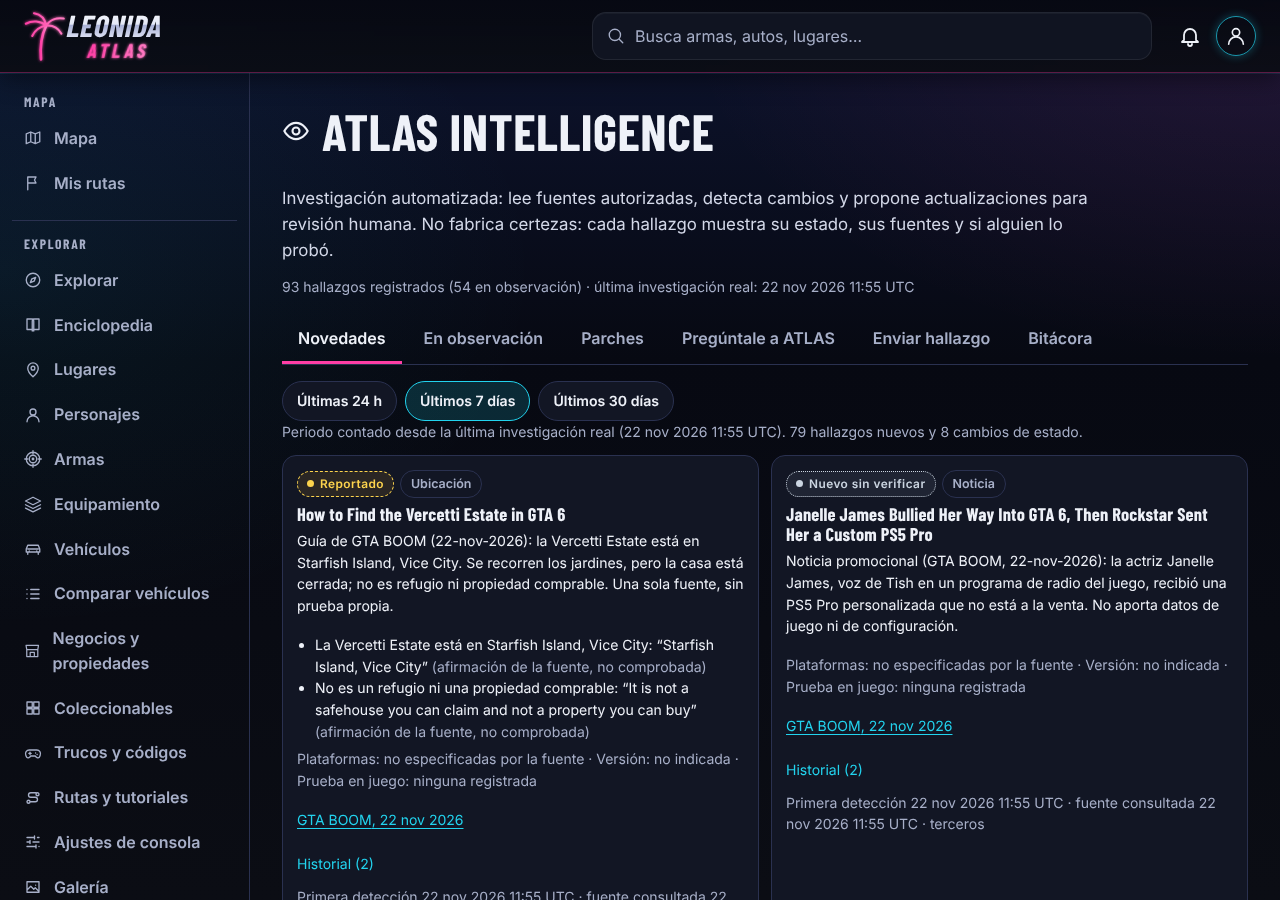 LEONIDA
ATLAS
Busca armas, autos, lugares...
MAPA
Mapa
Mis rutas
EXPLORAR
Explorar
Enciclopedia
Lugares
Personajes
Armas
Equipamiento
Vehículos
Comparar vehículos
Negocios y
propiedades
Coleccionables
Trucos y códigos
Rutas y tutoriales
Ajustes de consola
Galería
ATLAS INTELLIGENCE
Investigación automatizada: lee fuentes autorizadas, detecta cambios y propone actualizaciones para
revisión humana. No fabrica certezas: cada hallazgo muestra su estado, sus fuentes y si alguien lo
probó.
93 hallazgos registrados (54 en observación) · última investigación real: 22 nov 2026 11:55 UTC
Novedades En observación Parches Pregúntale a ATLAS Enviar hallazgo Bitácora
Últimas 24 h Últimos 7 días Últimos 30 días
Periodo contado desde la última investigación real (22 nov 2026 11:55 UTC). 79 hallazgos nuevos y 8 cambios de estado.
Reportado Ubicación
How to Find the Vercetti Estate in GTA 6
Guía de GTA BOOM (22-nov-2026): la Vercetti Estate está en
Starfish Island, Vice City. Se recorren los jardines, pero la casa está
cerrada; no es refugio ni propiedad comprable. Una sola fuente, sin
prueba propia.
• La Vercetti Estate está en Starfish Island, Vice City: “Starfish
Island, Vice City” (afirmación de la fuente, no comprobada)
• No es un refugio ni una propiedad comprable: “It is not a
safehouse you can claim and not a property you can buy”
(afirmación de la fuente, no comprobada)
Plataformas: no especificadas por la fuente · Versión: no indicada ·
Prueba en juego: ninguna registrada
GTA BOOM, 22 nov 2026
Historial (2)
Primera detección 22 nov 2026 11:55 UTC · fuente consultada 22
Nuevo sin verificar Noticia
Janelle James Bullied Her Way Into GTA 6, Then Rockstar Sent
Her a Custom PS5 Pro
Noticia promocional (GTA BOOM, 22-nov-2026): la actriz Janelle
James, voz de Tish en un programa de radio del juego, recibió una
PS5 Pro personalizada que no está a la venta. No aporta datos de
juego ni de configuración.
Plataformas: no especificadas por la fuente · Versión: no indicada ·
Prueba en juego: ninguna registrada
GTA BOOM, 22 nov 2026
Historial (2)
Primera detección 22 nov 2026 11:55 UTC · fuente consultada 22
nov 2026 11:55 UTC · terceros